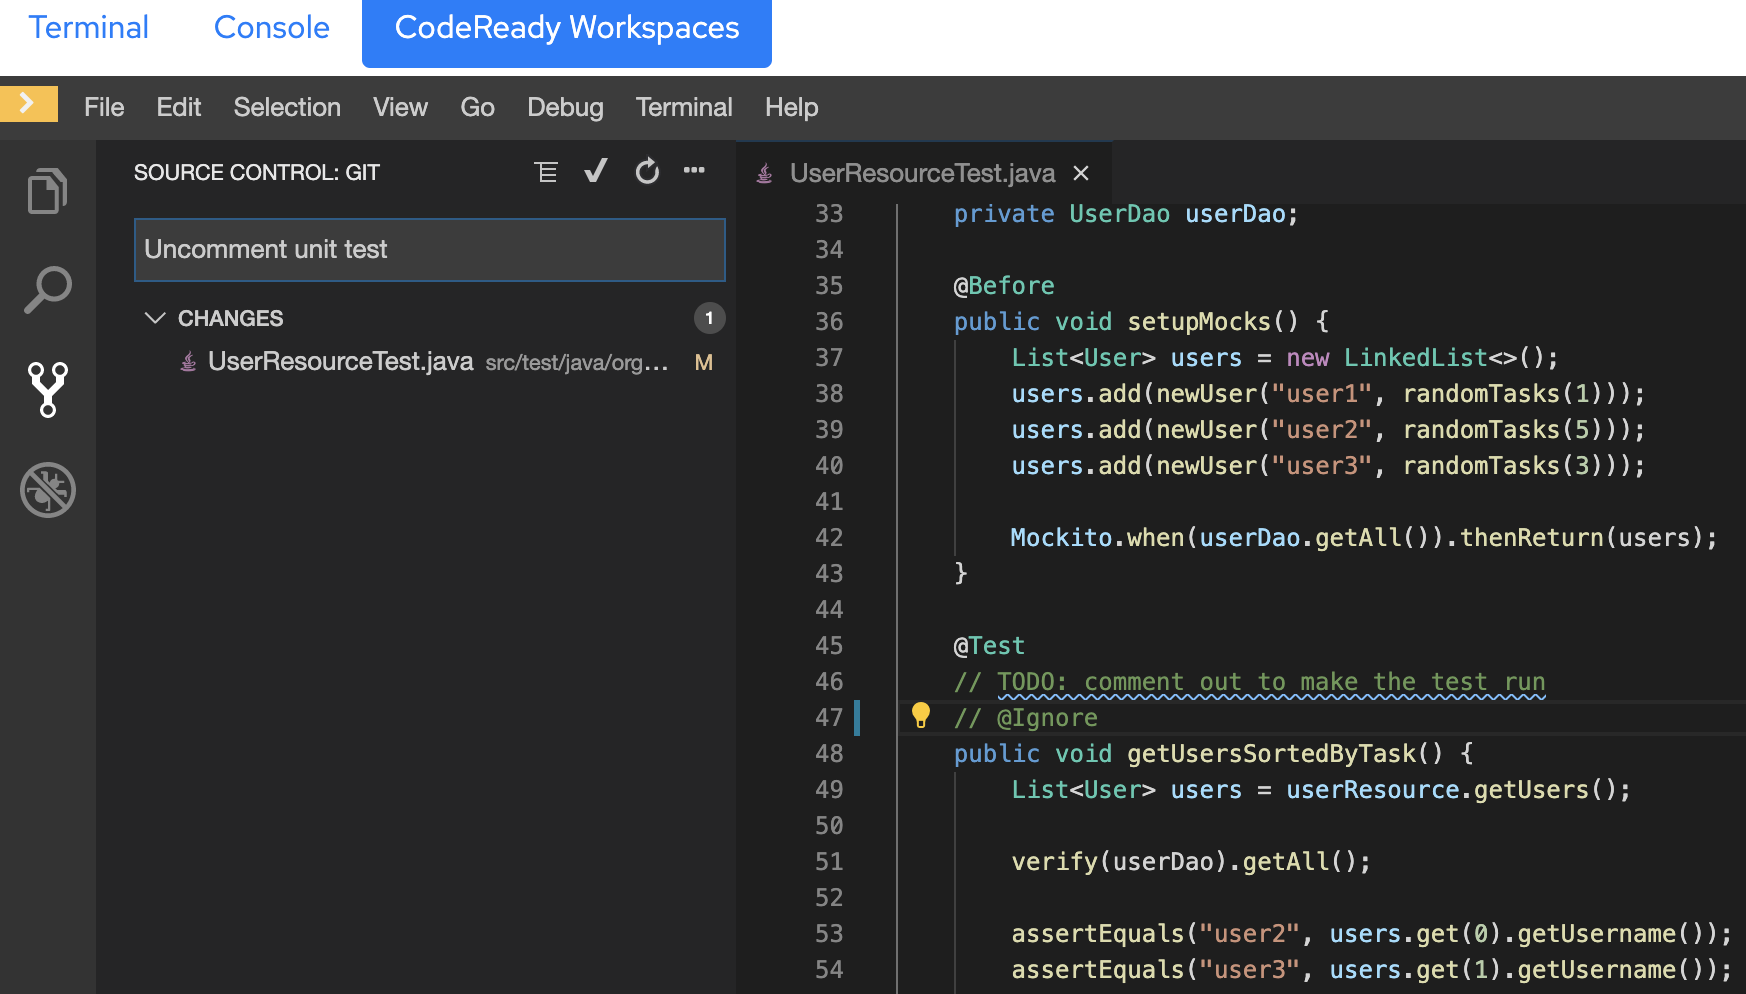 Terminal Console CodeReady Workspaces
File Edit Selection View Go Debug Terminal Help
SOURCE CONTROL: GIT
Uncomment unit test
CHANGES 1
UserResourceTest.java src/test/java/org... M
UserResourceTest.java ×
33 private UserDao userDao;
34
35 @Before
36 public void setupMocks() {
37 List<User> users = new LinkedList<>();
38 users.add(newUser("user1", randomTasks(1)));
39 users.add(newUser("user2", randomTasks(5)));
40 users.add(newUser("user3", randomTasks(3)));
41
42 Mockito.when(userDao.getAll()).thenReturn(users);
43 }
44
45 @Test
46 // TODO: comment out to make the test run
47 // @Ignore
48 public void getUsersSortedByTask() {
49 List<User> users = userResource.getUsers();
50
51 verify(userDao).getAll();
52
53 assertEquals("user2", users.get(0).getUsername());
54 assertEquals("user3", users.get(1).getUsername());